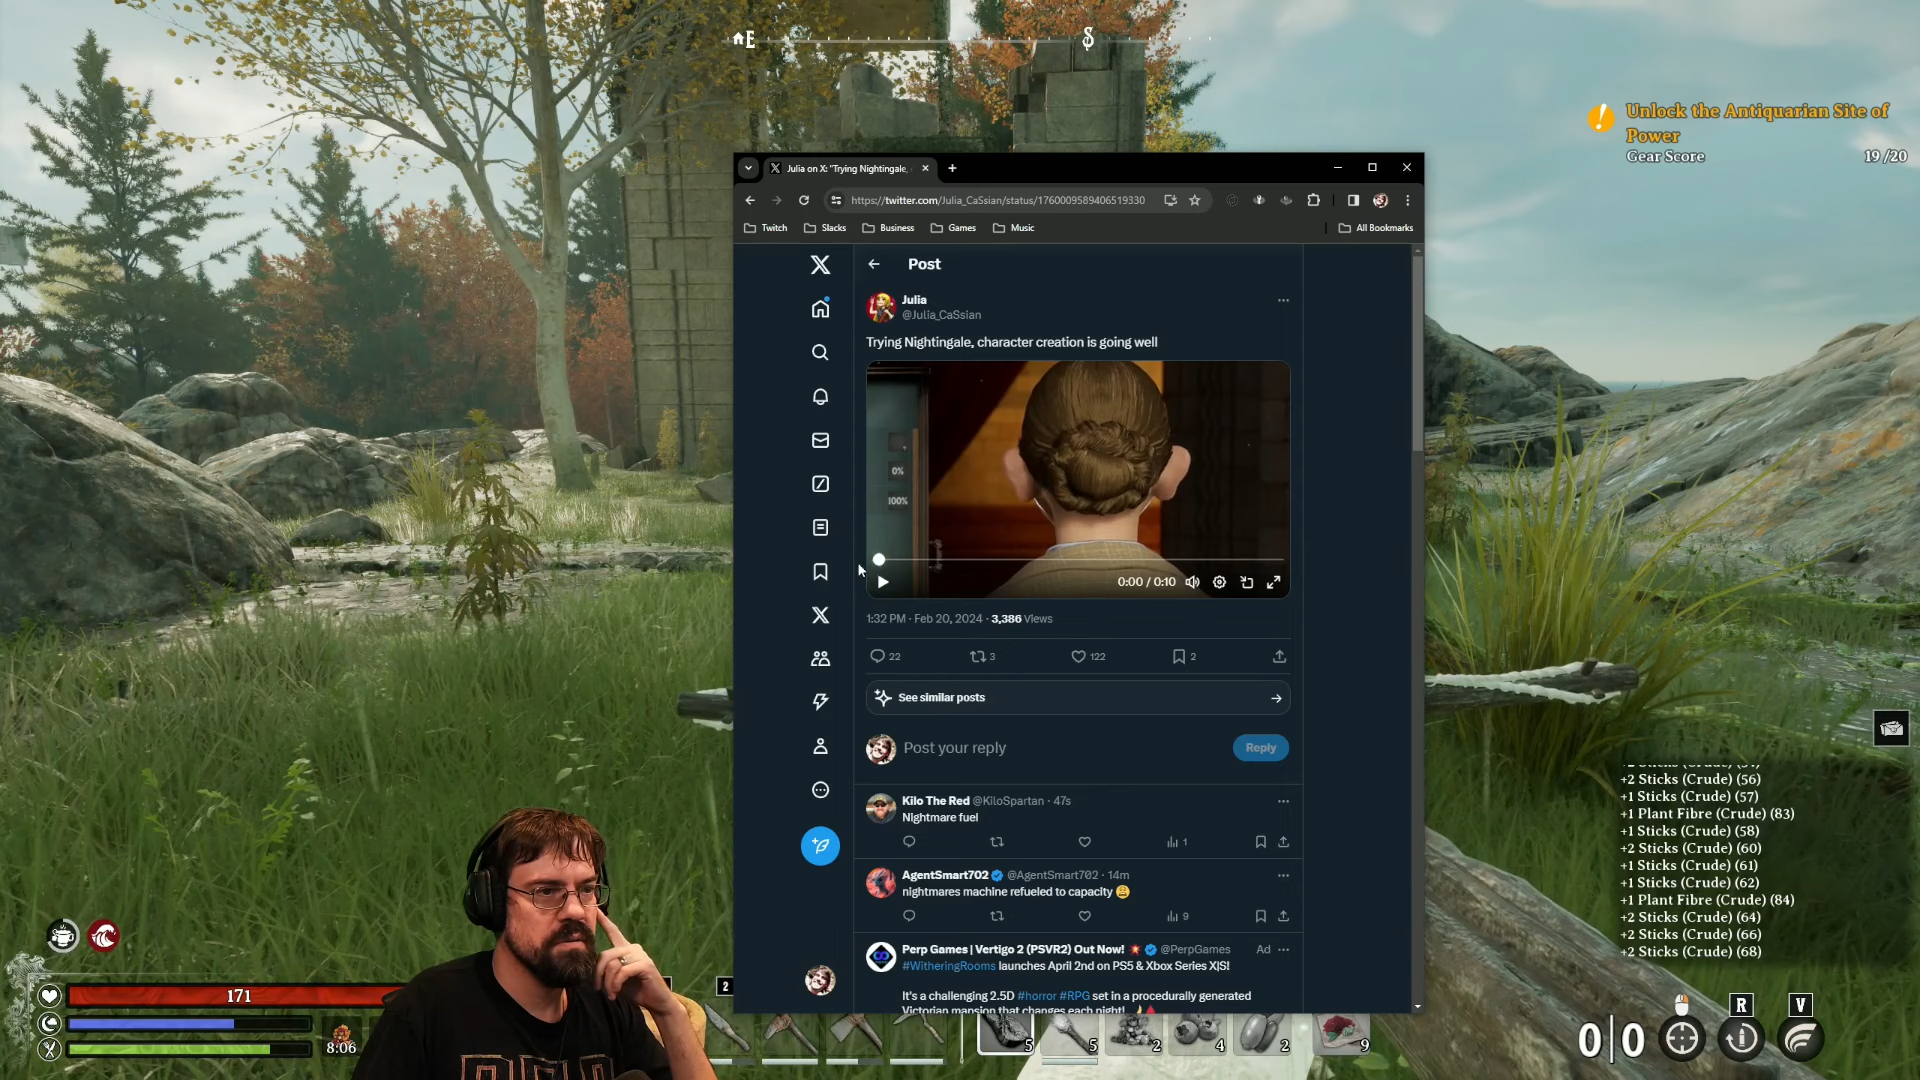 E
S
Unlock the Antiquarian Site of
Power
Gear Score
19 /20
Julia on X: "Trying Nightingale,
https://twitter.com/Julia_CaSsian/status/1760009589406519330
Twitch
Slacks
Business
Games
Music
All Bookmarks
Post
Julia
@Julia_CaSsian
Trying Nightingale, character creation is going well
0%
100%
0:00 / 0:10
1:32 PM · Feb 20, 2024 · 3,386 Views
22
3
122
2
See similar posts
Post your reply
Reply
Kilo The Red @KiloSpartan · 47s
Nightmare fuel
1
AgentSmart702 @AgentSmart702 · 14m
nightmares machine refueled to capacity 😩
9
Perp Games | Vertigo 2 (PSVR2) Out Now! 💥 @PerpGames
Ad
#WitheringRooms launches April 2nd on PS5 & Xbox Series X|S!
It's a challenging 2.5D #horror #RPG set in a procedurally generated
Victorian mansion that changes each night!
+2 Sticks (Crude) (56)
+1 Sticks (Crude) (57)
+1 Plant Fibre (Crude) (83)
+1 Sticks (Crude) (58)
+2 Sticks (Crude) (60)
+1 Sticks (Crude) (61)
+1 Sticks (Crude) (62)
+1 Plant Fibre (Crude) (84)
+2 Sticks (Crude) (64)
+2 Sticks (Crude) (66)
+2 Sticks (Crude) (68)
171
8:06
2
5
5
2
4
2
9
0|0
R
V